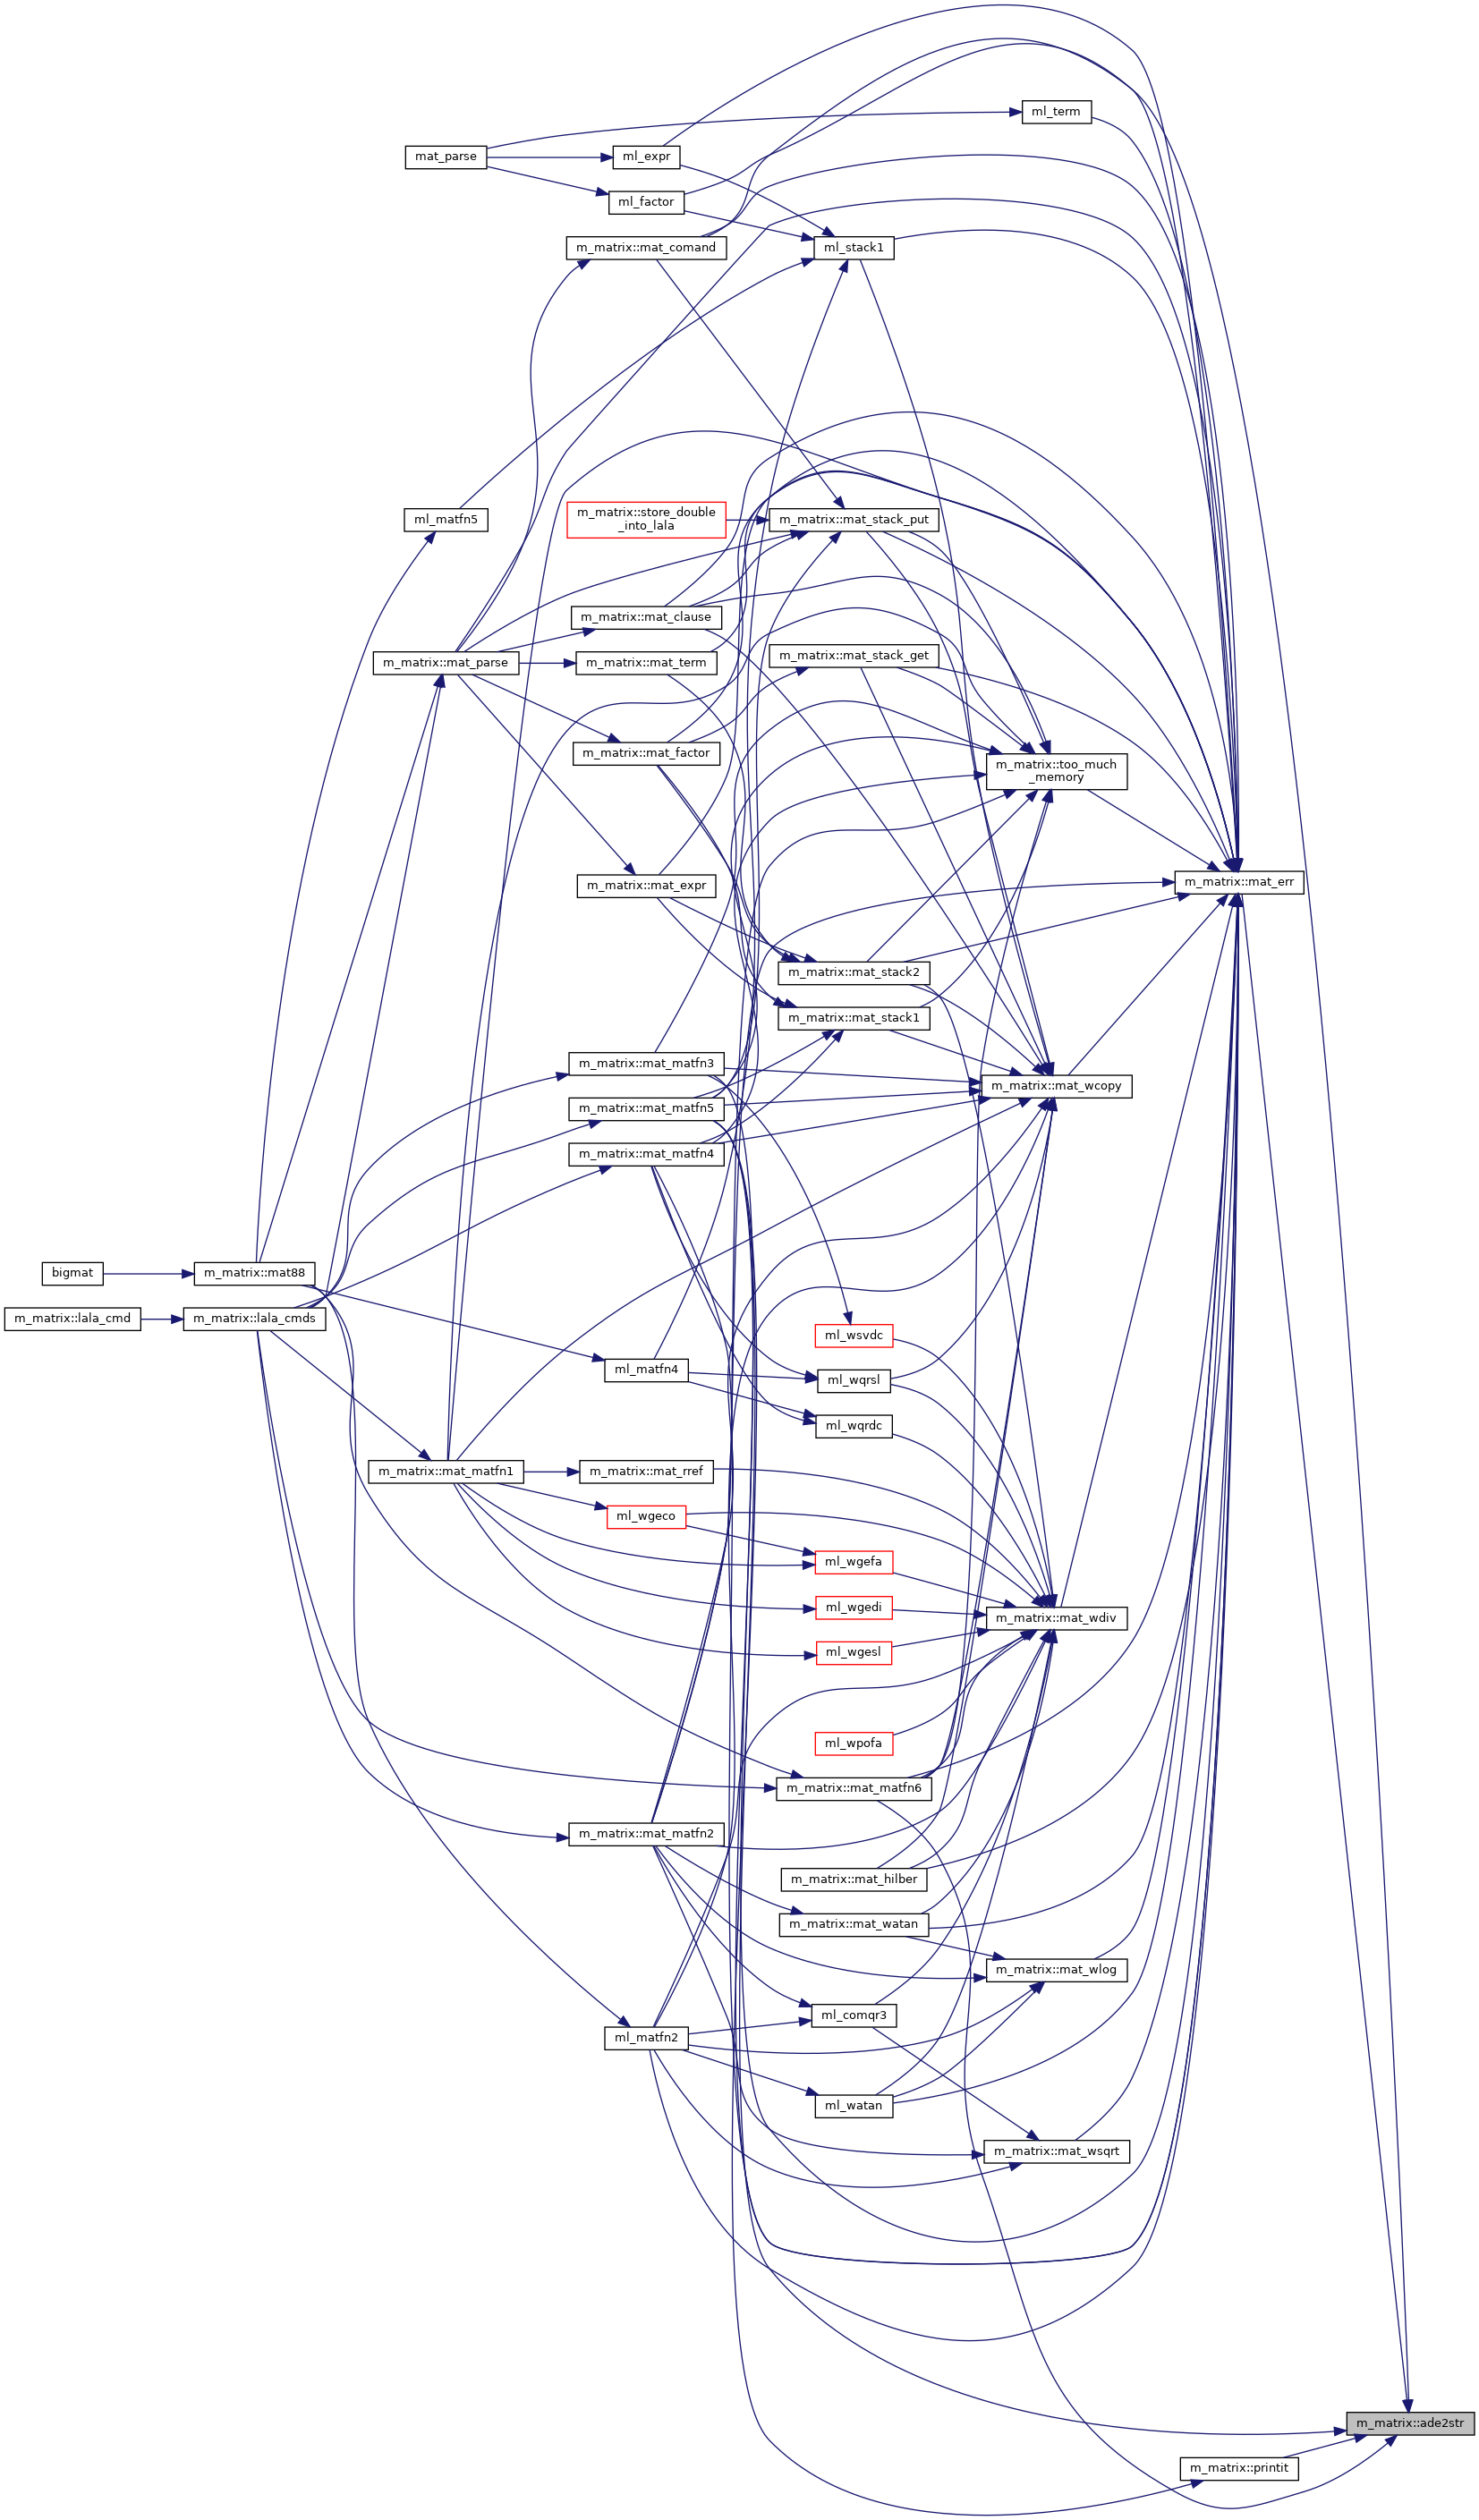 ml_term
mat_parse
ml_expr
ml_factor
m_matrix::mat_comand
ml_stack1
ml_matfn5
m_matrix::store_double
_into_lala
m_matrix::mat_stack_put
m_matrix::mat_clause
m_matrix::mat_parse
m_matrix::mat_term
m_matrix::mat_stack_get
m_matrix::mat_factor
m_matrix::too_much
_memory
m_matrix::mat_expr
m_matrix::mat_err
m_matrix::mat_stack2
m_matrix::mat_stack1
m_matrix::mat_matfn3
m_matrix::mat_wcopy
m_matrix::mat_matfn5
m_matrix::mat_matfn4
bigmat
m_matrix::mat88
m_matrix::lala_cmd
m_matrix::lala_cmds
ml_wsvdc
ml_matfn4
ml_wqrsl
ml_wqrdc
m_matrix::mat_matfn1
m_matrix::mat_rref
ml_wgeco
ml_wgefa
ml_wgedi
m_matrix::mat_wdiv
ml_wgesl
ml_wpofa
m_matrix::mat_matfn6
m_matrix::mat_matfn2
m_matrix::mat_hilber
m_matrix::mat_watan
m_matrix::mat_wlog
ml_comqr3
ml_matfn2
ml_watan
m_matrix::mat_wsqrt
m_matrix::ade2str
m_matrix::printit